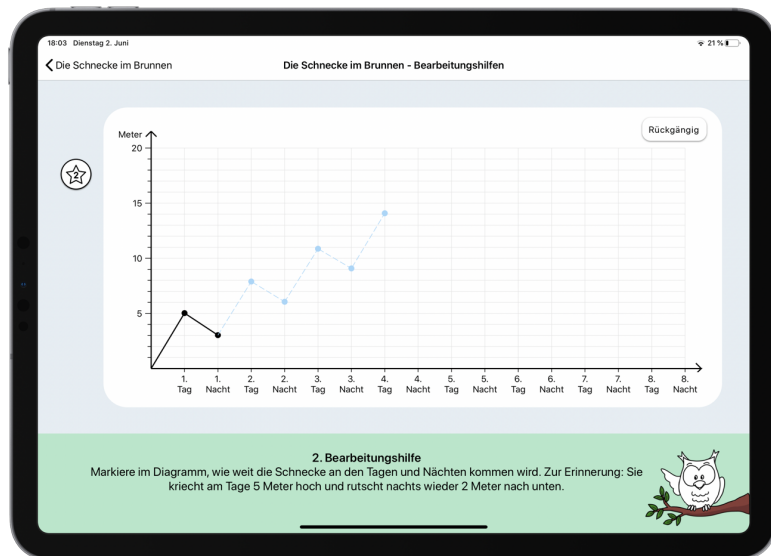 18:03 Dienstag 2. Juni
21 %
Die Schnecke im Brunnen
Die Schnecke im Brunnen - Bearbeitungshilfen
Rückgängig
2
Meter
20
15
10
5
1. 1. 2. 2. 3. 3. 4. 4. 5. 5. 6. 6. 7. 7. 8. 8.
Tag Nacht Tag Nacht Tag Nacht Tag Nacht Tag Nacht Tag Nacht Tag Nacht Tag Nacht
2. Bearbeitungshilfe
Markiere im Diagramm, wie weit die Schnecke an den Tagen und Nächten kommen wird. Zur Erinnerung: Sie
kriecht am Tage 5 Meter hoch und rutscht nachts wieder 2 Meter nach unten.